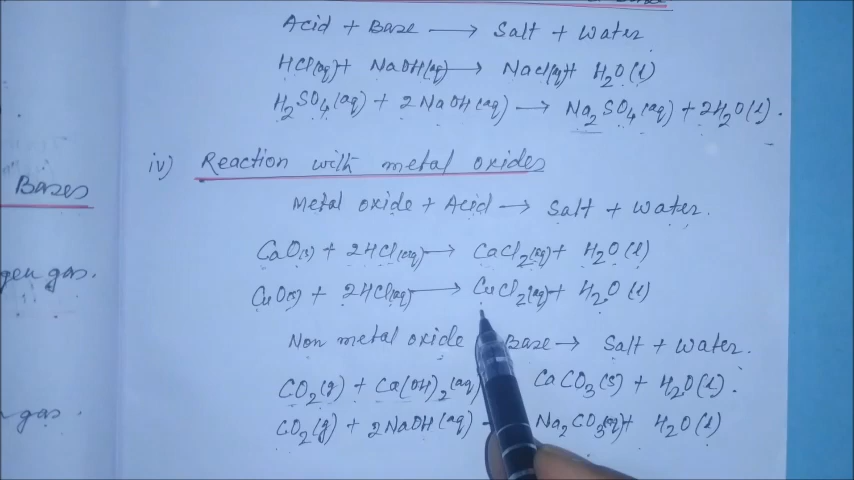 Acid + Base → Salt + Water.
HCl(aq) + NaOH(aq) → NaCl(aq) + H2O(l)
H2SO4(aq) + 2NaOH(aq) → Na2SO4(aq) + 2H2O(l).
iv) Reaction with metal oxides
Bases
Metal oxide + Acid → Salt + Water.
CaO(s) + 2HCl(aq) → CaCl2(aq) + H2O(l)
gen gas.
CuO(s) + 2HCl(aq) → CuCl2(aq) + H2O(l)
Non metal oxide Base → Salt + Water.
CO2(g) + Ca(OH)2(aq) CaCO3(s) + H2O(l).
gas.
CO2(g) + 2NaOH(aq) Na2CO3(aq) + H2O(l)